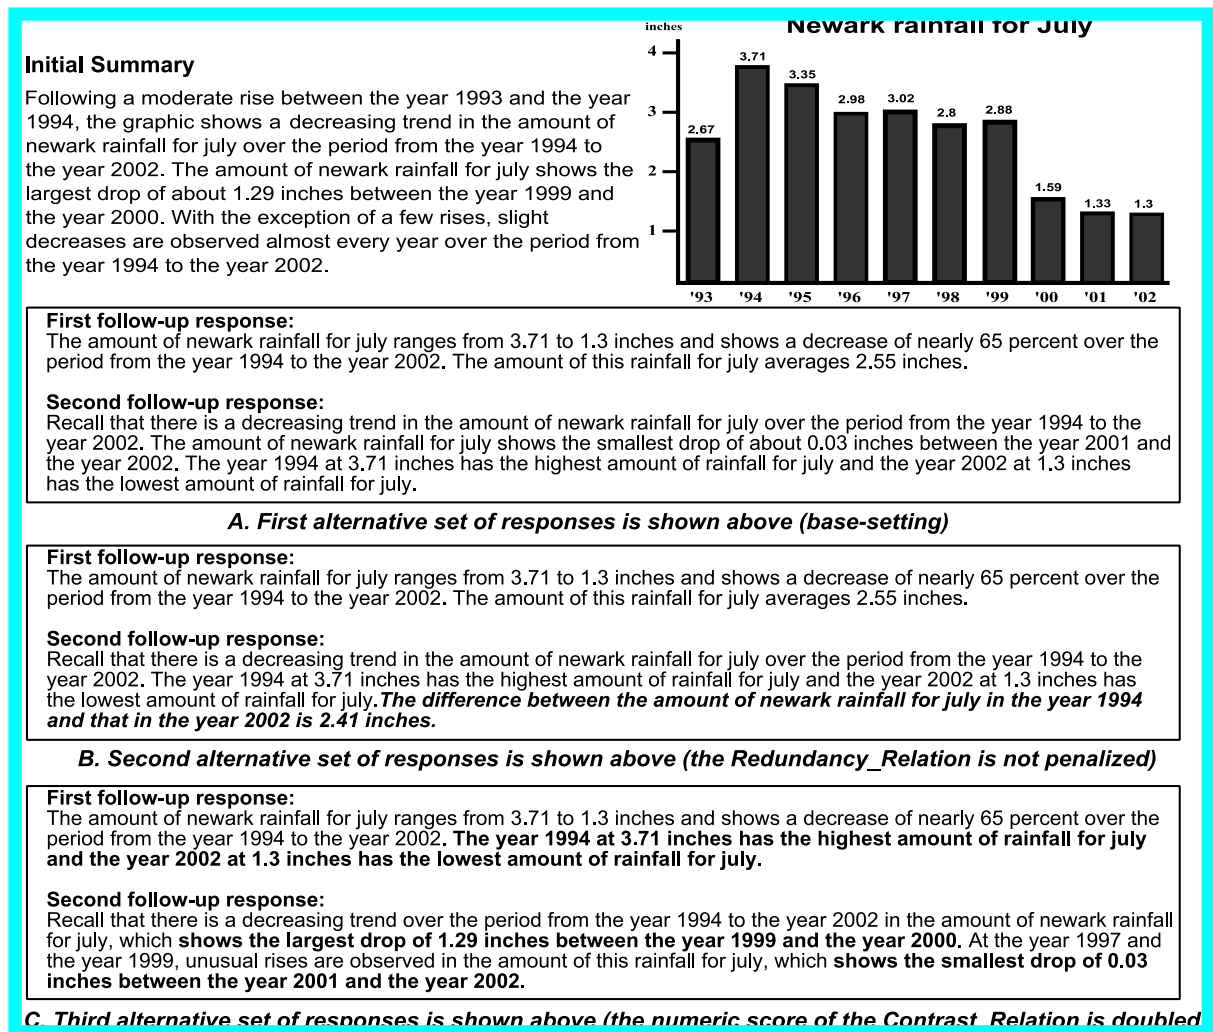 inches
Newark rainfall for July
4
3.71
3.35
3
2.98
3.02
2.8
2.88
2.67
2
1.59
1.33
1.3
1
'93 '94 '95 '96 '97 '98 '99 '00 '01 '02
Initial Summary
Following a moderate rise between the year 1993 and the year
1994, the graphic shows a decreasing trend in the amount of
newark rainfall for july over the period from the year 1994 to
the year 2002. The amount of newark rainfall for july shows the
largest drop of about 1.29 inches between the year 1999 and
the year 2000. With the exception of a few rises, slight
decreases are observed almost every year over the period from
the year 1994 to the year 2002.
First follow-up response:
The amount of newark rainfall for july ranges from 3.71 to 1.3 inches and shows a decrease of nearly 65 percent over the
period from the year 1994 to the year 2002. The amount of this rainfall for july averages 2.55 inches.
Second follow-up response:
Recall that there is a decreasing trend in the amount of newark rainfall for july over the period from the year 1994 to the
year 2002. The amount of newark rainfall for july shows the smallest drop of about 0.03 inches between the year 2001 and
the year 2002. The year 1994 at 3.71 inches has the highest amount of rainfall for july and the year 2002 at 1.3 inches
has the lowest amount of rainfall for july.
A. First alternative set of responses is shown above (base-setting)
First follow-up response:
The amount of newark rainfall for july ranges from 3.71 to 1.3 inches and shows a decrease of nearly 65 percent over the
period from the year 1994 to the year 2002. The amount of this rainfall for july averages 2.55 inches.
Second follow-up response:
Recall that there is a decreasing trend in the amount of newark rainfall for july over the period from the year 1994 to the
year 2002. The year 1994 at 3.71 inches has the highest amount of rainfall for july and the year 2002 at 1.3 inches has
the lowest amount of rainfall for july.The difference between the amount of newark rainfall for july in the year 1994
and that in the year 2002 is 2.41 inches.
B. Second alternative set of responses is shown above (the Redundancy_Relation is not penalized)
First follow-up response:
The amount of newark rainfall for july ranges from 3.71 to 1.3 inches and shows a decrease of nearly 65 percent over the
period from the year 1994 to the year 2002. The year 1994 at 3.71 inches has the highest amount of rainfall for july
and the year 2002 at 1.3 inches has the lowest amount of rainfall for july.
Second follow-up response:
Recall that there is a decreasing trend over the period from the year 1994 to the year 2002 in the amount of newark rainfall
for july, which shows the largest drop of 1.29 inches between the year 1999 and the year 2000. At the year 1997 and
the year 1999, unusual rises are observed in the amount of this rainfall for july, which shows the smallest drop of 0.03
inches between the year 2001 and the year 2002.
C. Third alternative set of responses is shown above (the numeric score of the Contrast_Relation is doubled